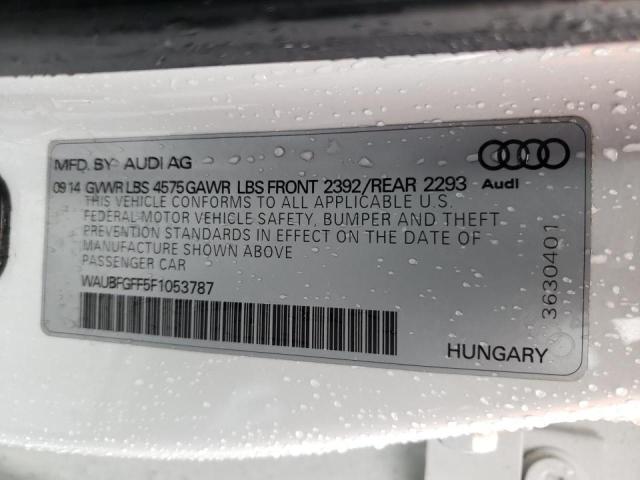 MFD. BY AUDI AG
09 14 GVWR LBS 4575 GAWR LBS FRONT 2392/REAR 2293
Audi
THIS VEHICLE CONFORMS TO ALL APPLICABLE U.S.
FEDERAL MOTOR VEHICLE SAFETY, BUMPER AND THEFT
PREVENTION STANDARDS IN EFFECT ON THE DATE OF
MANUFACTURE SHOWN ABOVE
PASSENGER CAR
WAUBFGFF5F1053787
HUNGARY
3630401